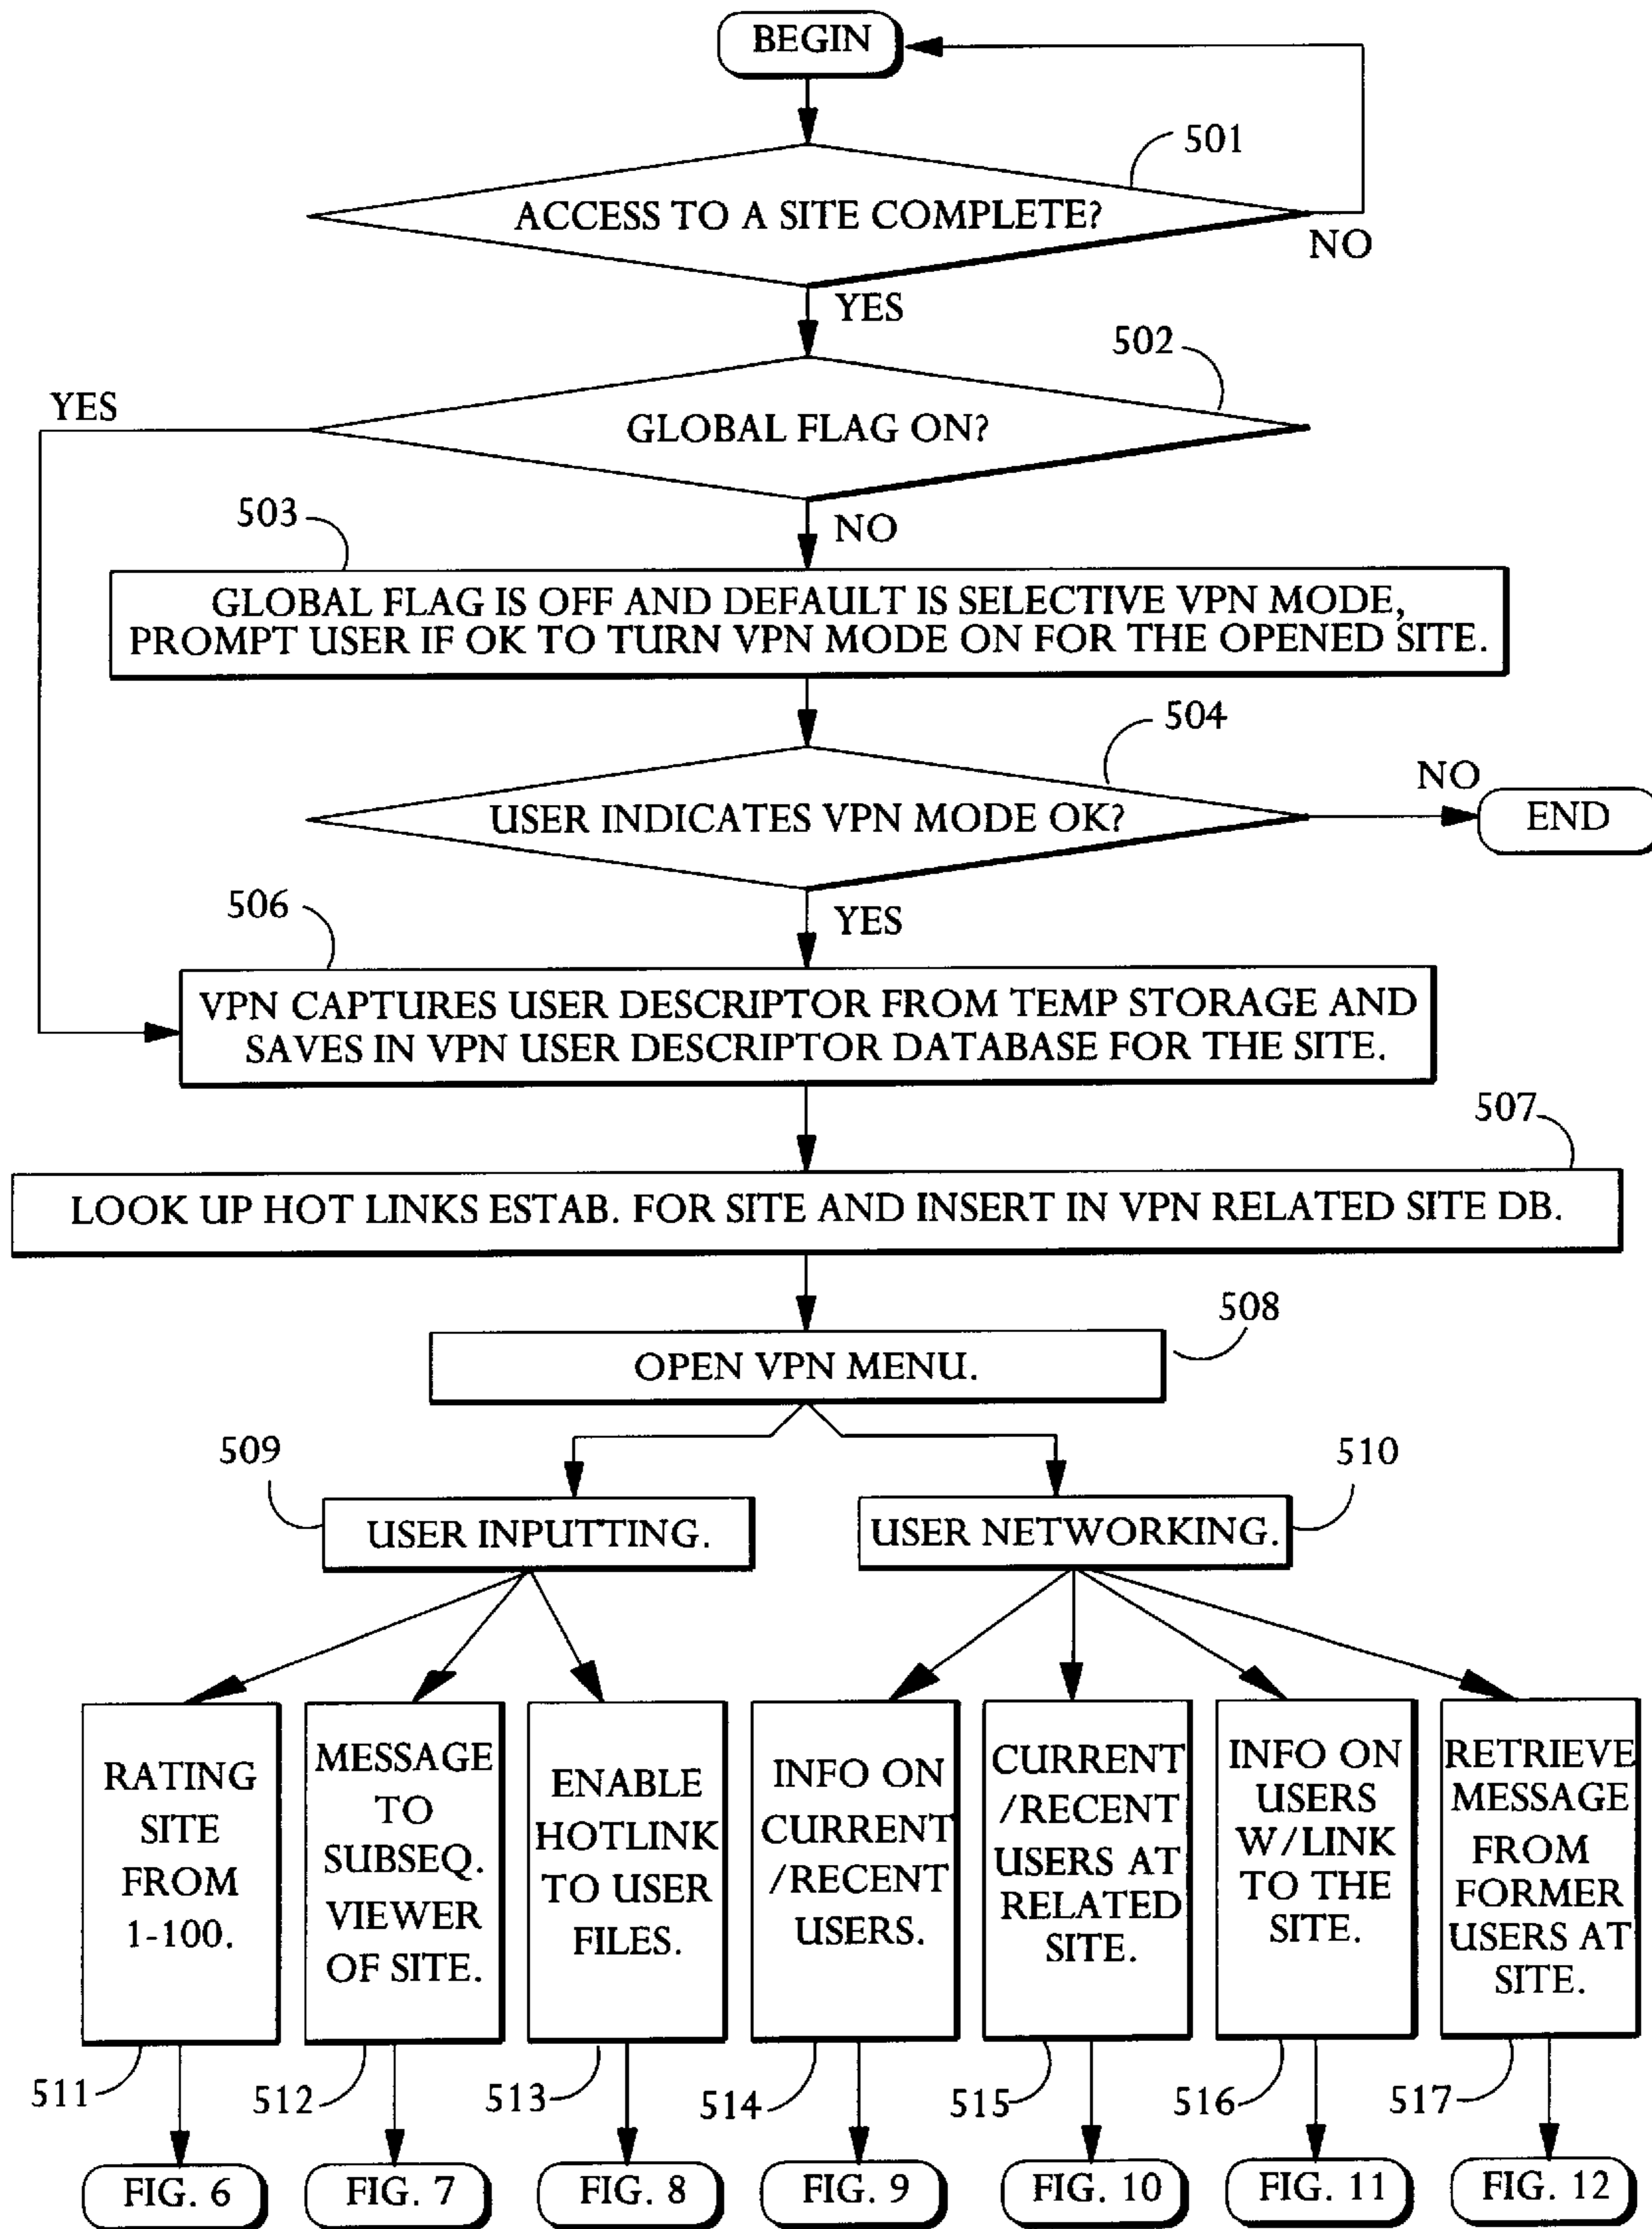 BEGIN
501
ACCESS TO A SITE COMPLETE?
NO
YES
502
YES
GLOBAL FLAG ON?
503
NO
GLOBAL FLAG IS OFF AND DEFAULT IS SELECTIVE VPN MODE,
PROMPT USER IF OK TO TURN VPN MODE ON FOR THE OPENED SITE.
504
NO
USER INDICATES VPN MODE OK?
END
506
YES
VPN CAPTURES USER DESCRIPTOR FROM TEMP STORAGE AND
SAVES IN VPN USER DESCRIPTOR DATABASE FOR THE SITE.
507
LOOK UP HOT LINKS ESTAB. FOR SITE AND INSERT IN VPN RELATED SITE DB.
508
OPEN VPN MENU.
509
510
USER INPUTTING.
USER NETWORKING.
RATING
SITE
FROM
1-100.
MESSAGE
TO
SUBSEQ.
VIEWER
OF SITE.
ENABLE
HOTLINK
TO USER
FILES.
INFO ON
CURRENT
/RECENT
USERS.
CURRENT
/RECENT
USERS AT
RELATED
SITE.
INFO ON
USERS
W/LINK
TO THE
SITE.
RETRIEVE
MESSAGE
FROM
FORMER
USERS AT
SITE.
511
512
513
514
515
516
517
FIG. 6
FIG. 7
FIG. 8
FIG. 9
FIG. 10
FIG. 11
FIG. 12